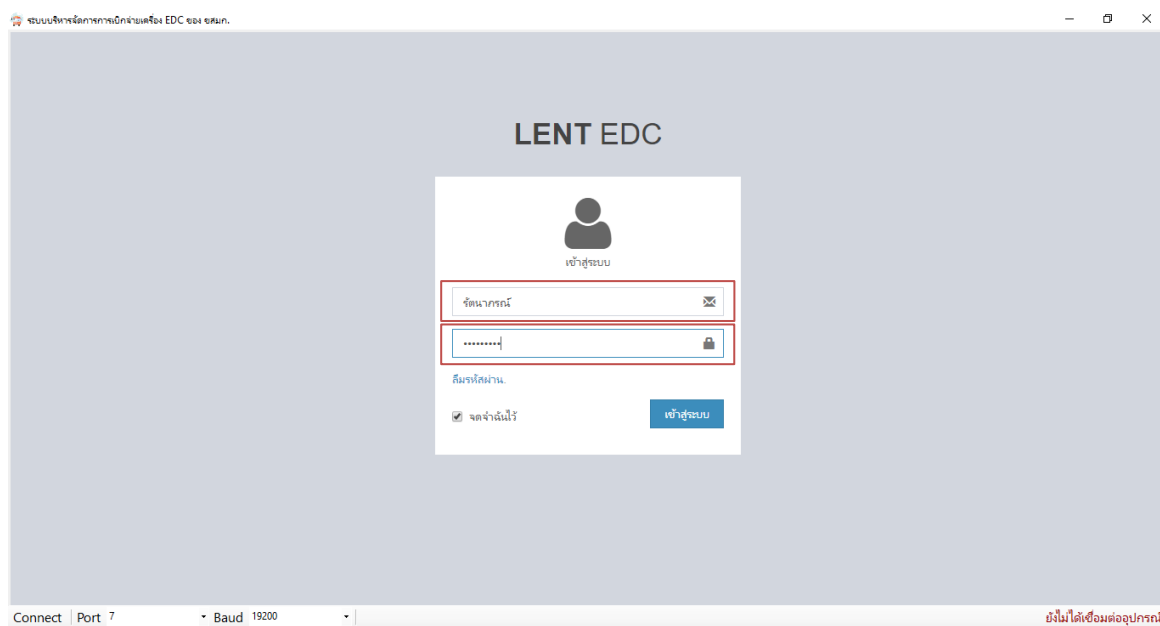 ระบบบริหารจัดการการเบิกจ่ายเครื่อง EDC ของ ขสมก.
LENT EDC
เข้าสู่ระบบ
รัตนาภรณ์
•••••••••
ลืมรหัสผ่าน.
จดจำฉันไว้
เข้าสู่ระบบ
Connect Port 7 Baud 19200 ยังไม่ได้เชื่อมต่ออุปกรณ์